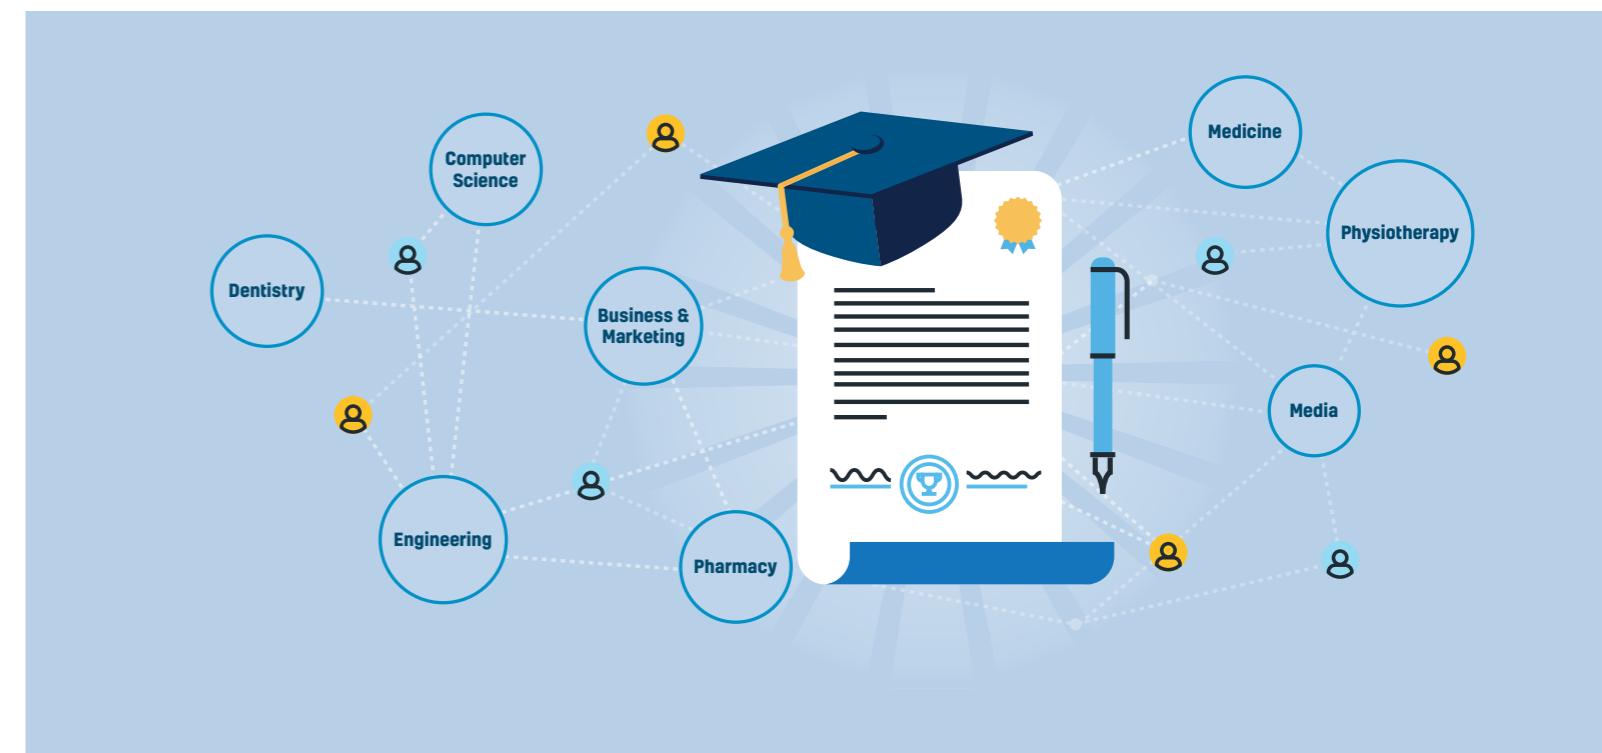 Computer
Science
Dentistry
Business &
Marketing
Engineering
Pharmacy
Medicine
Physiotherapy
Media